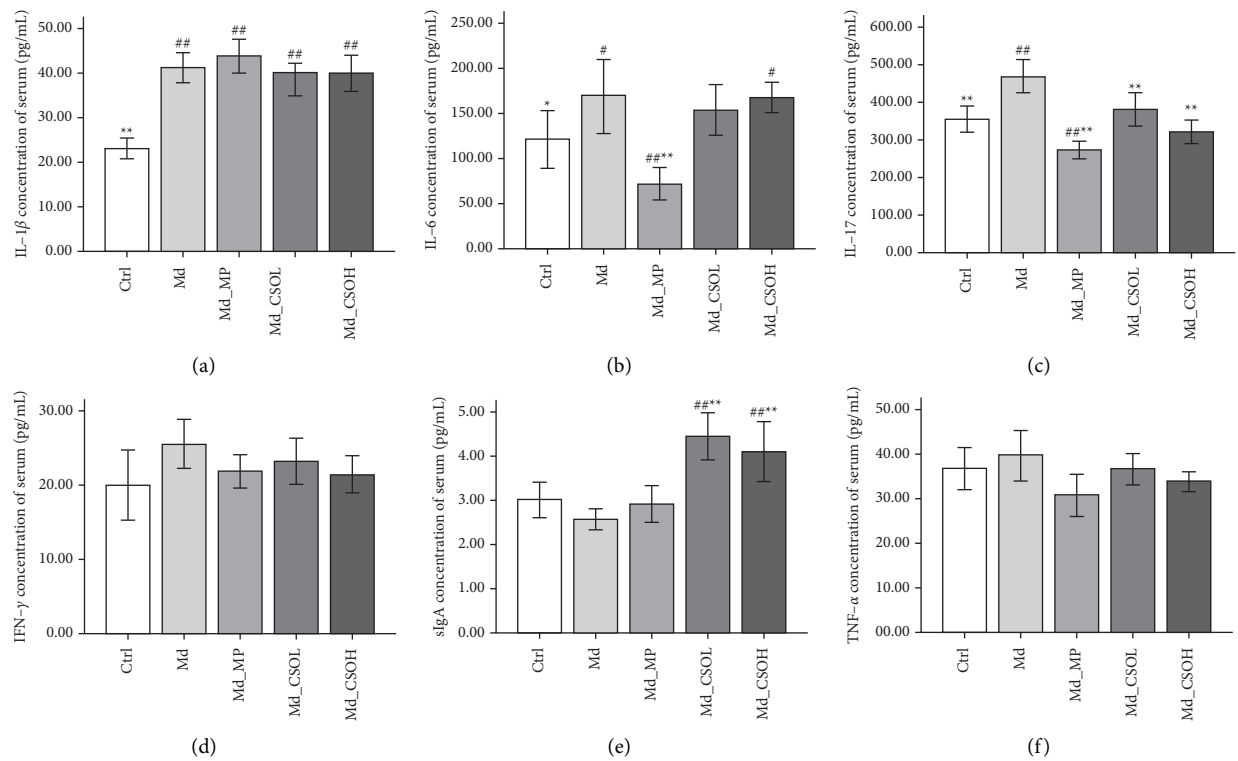 IL–1β concentration of serum (pg/mL)
50.00
40.00
30.00
20.00
10.00
0.00
**
##
##
##
##
Ctrl
Md
Md_MP
Md_CSOL
Md_CSOH
(a)
IL–6 concentration of serum (pg/mL)
250.00
200.00
150.00
100.00
50.00
0.00
*
#
##**
#
Ctrl
Md
Md_MP
Md_CSOL
Md_CSOH
(b)
IL–17 concentration of serum (pg/mL)
600.00
500.00
400.00
300.00
200.00
100.00
0.00
**
##
##**
**
**
Ctrl
Md
Md_MP
Md_CSOL
Md_CSOH
(c)
IFN–γ concentration of serum (pg/mL)
30.00
20.00
10.00
0.00
Ctrl
Md
Md_MP
Md_CSOL
Md_CSOH
(d)
sIgA concentration of serum (pg/mL)
5.00
4.00
3.00
2.00
1.00
0.00
##**
##**
Ctrl
Md
Md_MP
Md_CSOL
Md_CSOH
(e)
TNF–α concentration of serum (pg/mL)
50.00
40.00
30.00
20.00
10.00
00.00
Ctrl
Md
Md_MP
Md_CSOL
Md_CSOH
(f)